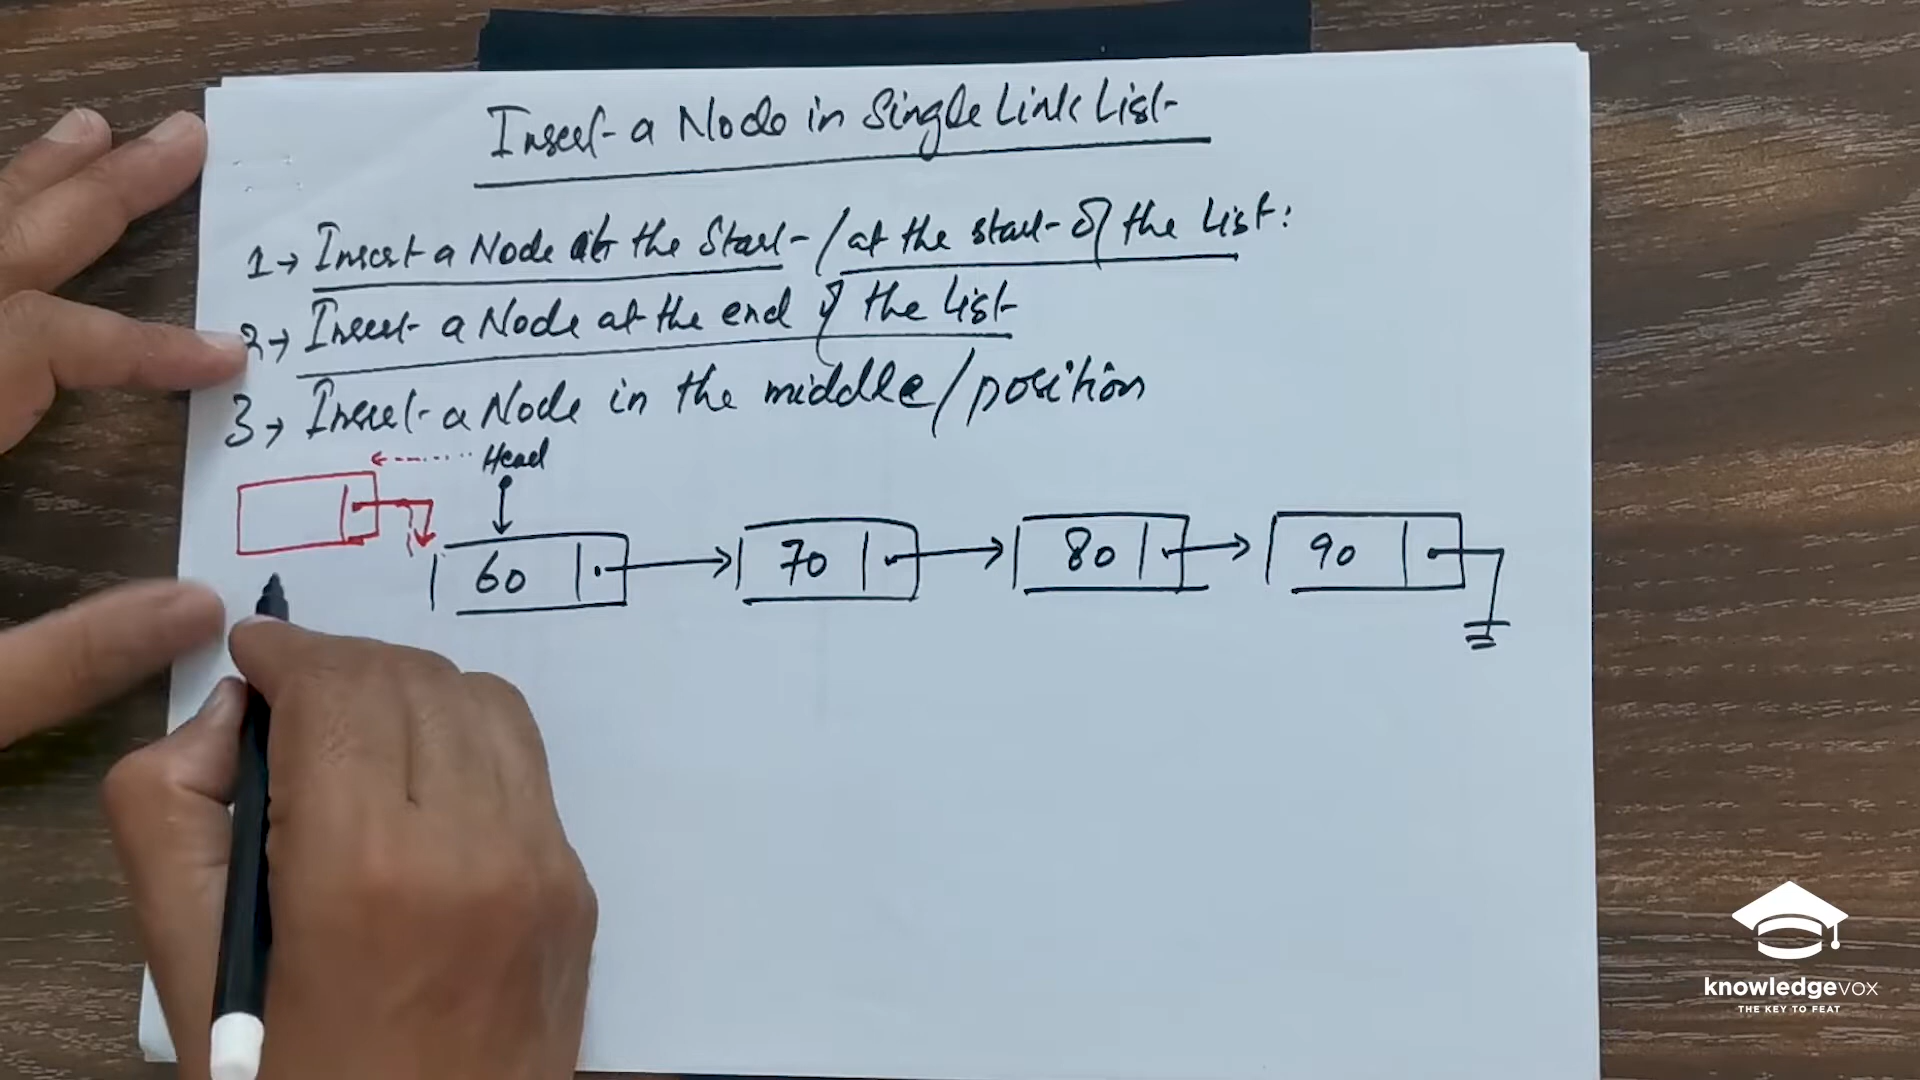 Insert a Node in Single Link List
1→ Insert a Node at the Start / at the start of the List:
2→ Insert a Node at the end of the List
3→ Insert a Node in the middle/position
Head
60 70 80 90
knowledgevox
THE KEY TO FEAT